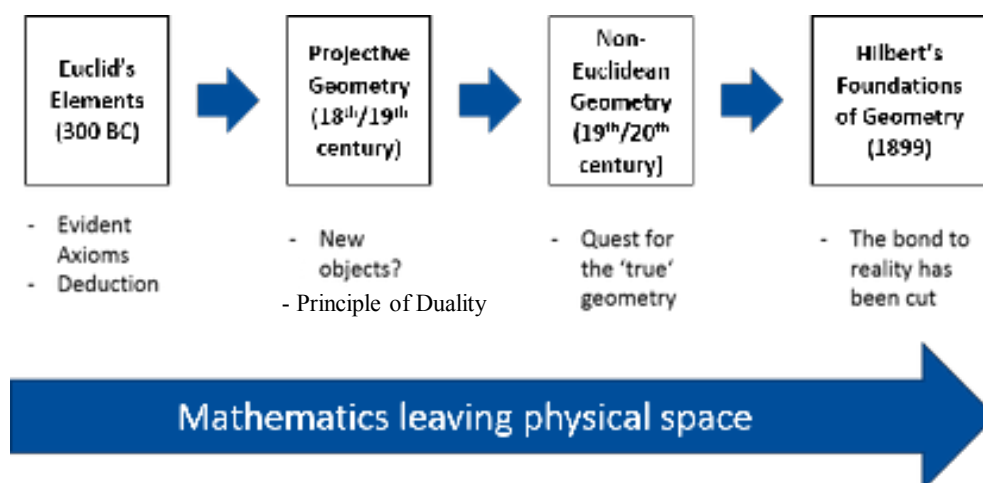 Euclid's
Elements
(300 BC)
Projective
Geometry
(18th/19th
century)
Non-
Euclidean
Geometry
(19th/20th
century]
Hilbert's
Foundations
of Geometry
(1899)
- Evident
Axioms
- Deduction
- New
objects?
- Principle of Duality
- Quest for
the ‘true‘
geometry
- The bond to
reality has
been cut
Mathematics leaving physical space